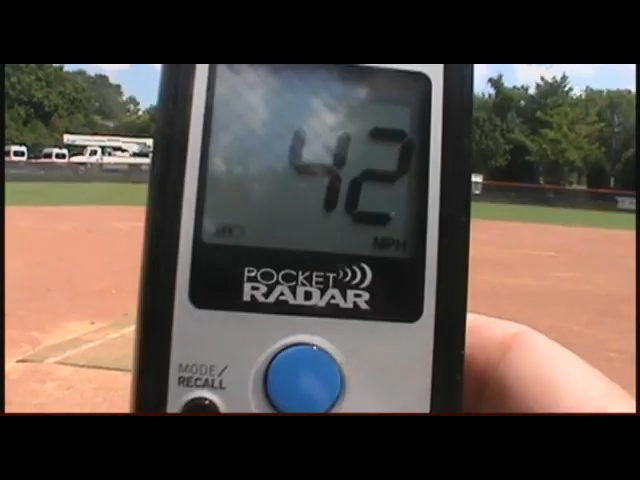 42
MPH
POCKET
RADAR
MODE/
RECALL